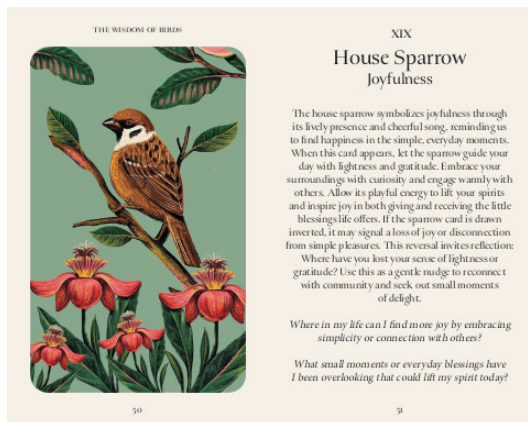 THE WISDOM OF BIRDS
50
XIX
House Sparrow
Joyfulness
The house sparrow symbolizes joyfulness through
its lively presence and cheerful song, reminding us
to find happiness in the simple, everyday moments.
When this card appears, let the sparrow guide your
day with lightness and gratitude. Embrace your
surroundings with curiosity and engage warmly with
others. Allow its playful energy to lift your spirits
and inspire joy in both giving and receiving the little
blessings life offers. If the sparrow card is drawn
inverted, it may signal a loss of joy or disconnection
from simple pleasures. This reversal invites reflection:
Where have you lost your sense of lightness or
gratitude? Use this as a gentle nudge to reconnect
with community and seek out small moments
of delight.
Where in my life can I find more joy by embracing
simplicity or connection with others?
What small moments or everyday blessings have
I been overlooking that could lift my spirit today?
51